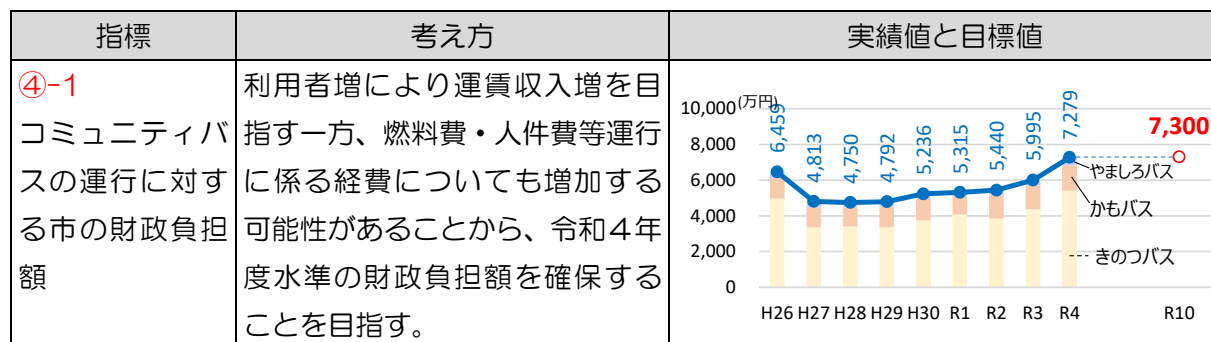 指標
考え方
実績値と目標値
④-1
コミュニティバ
スの運行に対す
る市の財政負担
額
利用者増により運賃収入増を目
指す一方、燃料費・人件費等運行
に係る経費についても増加する
可能性があることから、令和４年
度水準の財政負担額を確保する
ことを目指す。
(万円)
10,000
8,000
6,000
4,000
2,000
0
6,459
4,813
4,750
4,792
5,236
5,315
5,440
5,995
7,279
7,300
やましろバス
かもバス
きのつバス
H26 H27 H28 H29 H30 R1 R2 R3 R4 R10